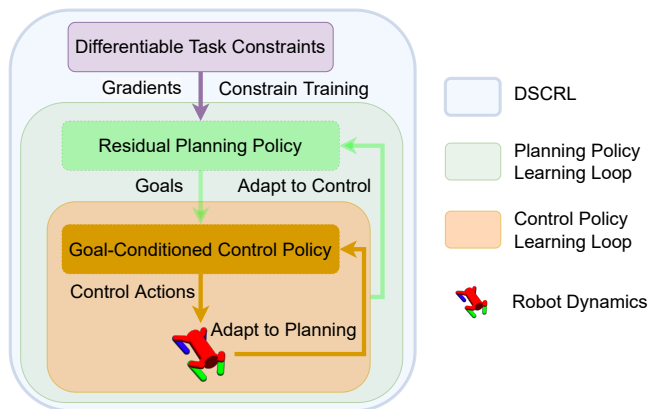 Differentiable Task Constraints
Gradients
Constrain Training
Residual Planning Policy
Goals
Adapt to Control
Goal-Conditioned Control Policy
Control Actions
Adapt to Planning
DSCRL
Planning Policy
Learning Loop
Control Policy
Learning Loop
Robot Dynamics